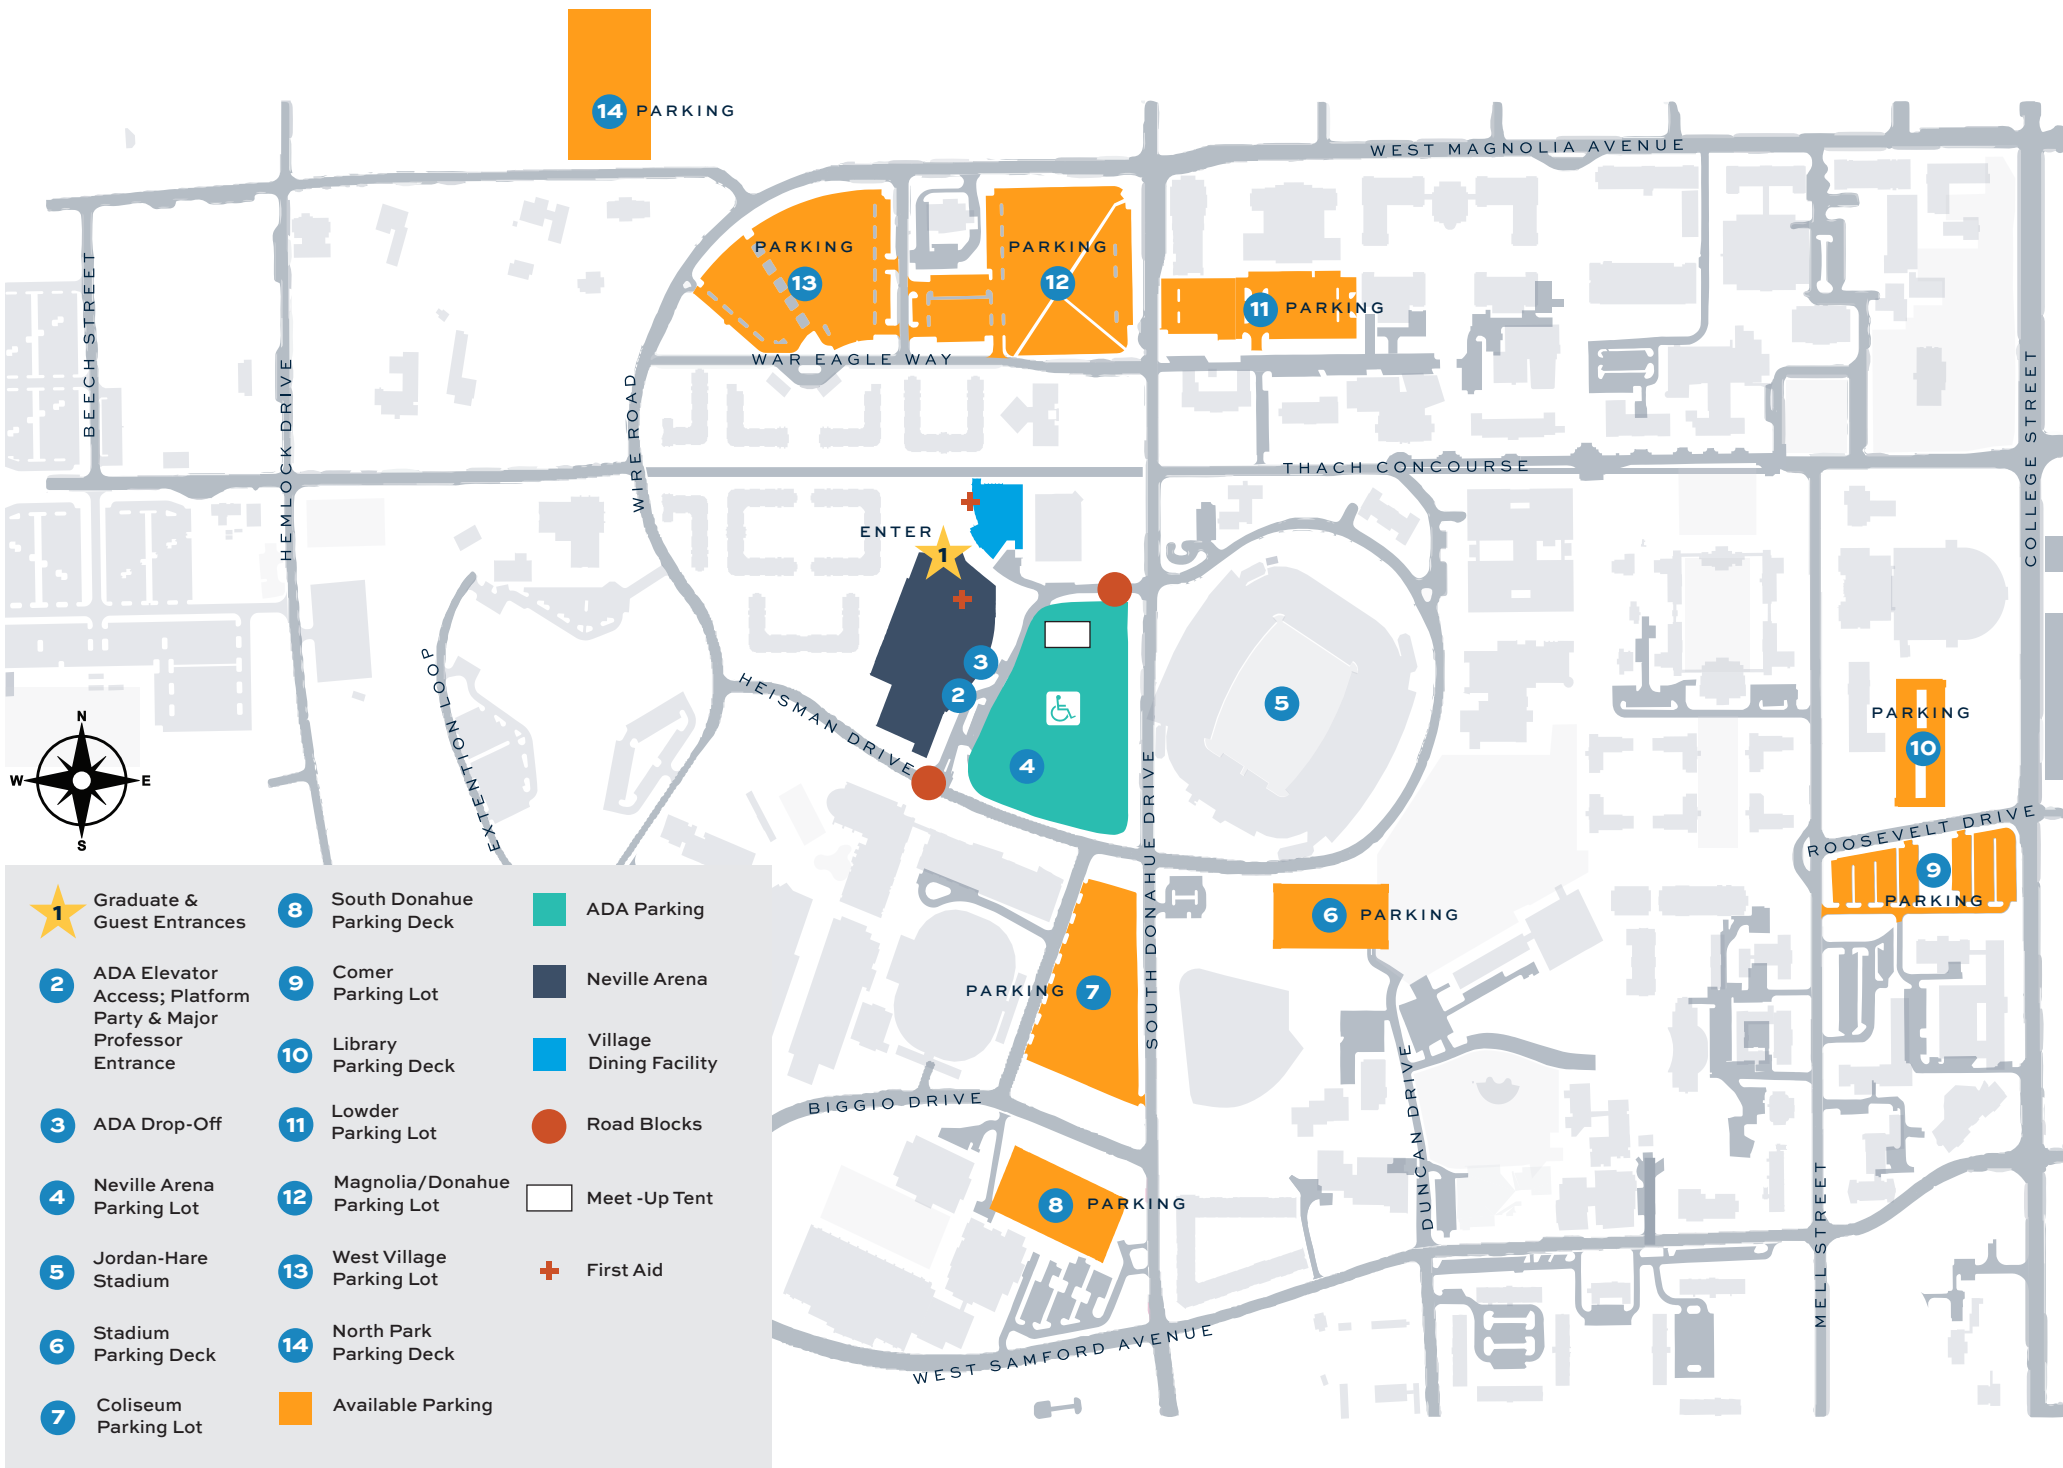 14 PARKING
WEST MAGNOLIA AVENUE
PARKING
13
PARKING
12
11 PARKING
WAR EAGLE WAY
BEECH STREET
HEMLOCK DRIVE
WIRE ROAD
COLLEGE STREET
THACH CONCOURSE
ENTER
1
3
2
HEISMAN DRIVE
4
5
EXTENTION LOOP
SOUTH DONAHUE DRIVE
PARKING
10
ROOSEVELT DRIVE
9
PARKING
6 PARKING
PARKING 7
BIGGIO DRIVE
DUNCAN DRIVE
8 PARKING
MELL STREET
WEST SAMFORD AVENUE
N
W E
S
1 Graduate &
Guest Entrances
2 ADA Elevator
Access; Platform
Party & Major
Professor
Entrance
3 ADA Drop-Off
4 Neville Arena
Parking Lot
5 Jordan-Hare
Stadium
6 Stadium
Parking Deck
7 Coliseum
Parking Lot
8 South Donahue
Parking Deck
9 Comer
Parking Lot
10 Library
Parking Deck
11 Lowder
Parking Lot
12 Magnolia/Donahue
Parking Lot
13 West Village
Parking Lot
14 North Park
Parking Deck
Available Parking
ADA Parking
Neville Arena
Village
Dining Facility
Road Blocks
Meet -Up Tent
First Aid